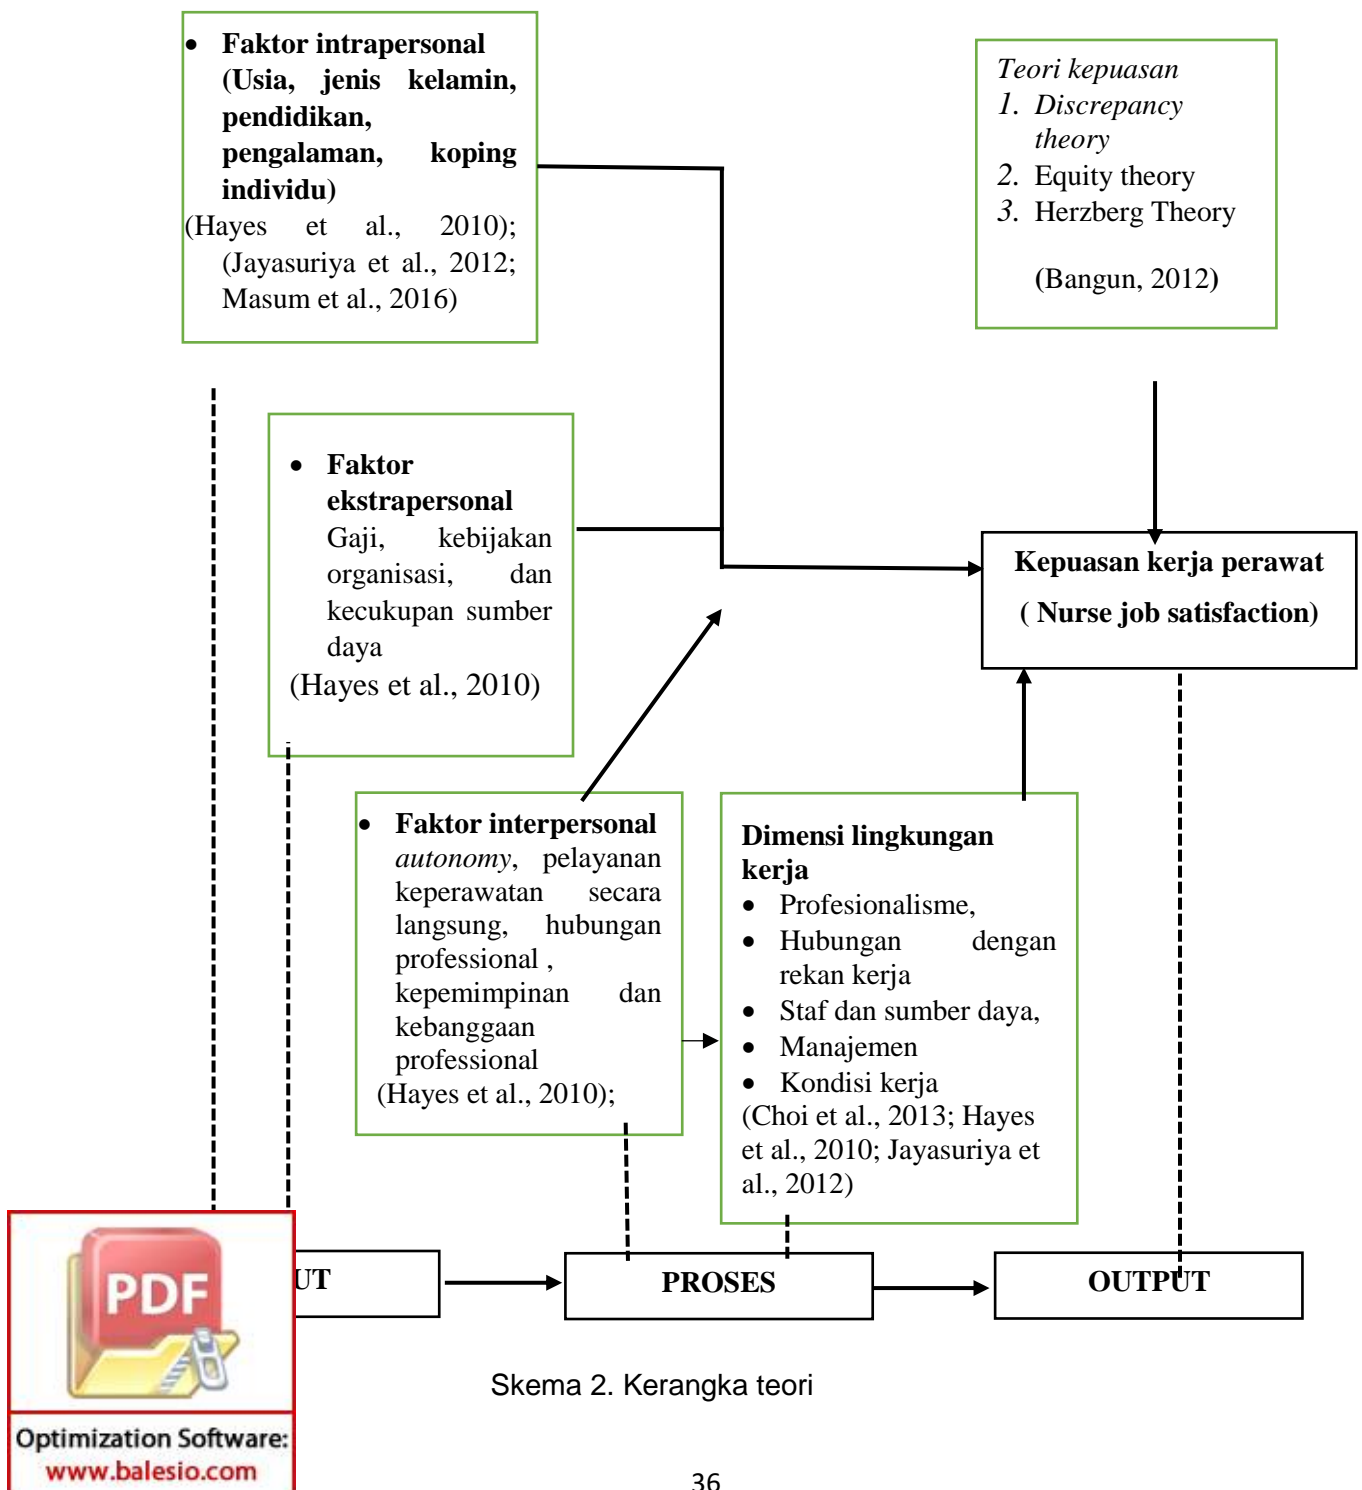 • Faktor intrapersonal
(Usia, jenis kelamin,
pendidikan,
pengalaman, koping
individu)
(Hayes et al., 2010);
(Jayasuriya et al., 2012;
Masum et al., 2016)
Teori kepuasan
1. Discrepancy
theory
2. Equity theory
3. Herzberg Theory
(Bangun, 2012)
• Faktor
ekstrapersonal
Gaji, kebijakan
organisasi, dan
kecukupan sumber
daya
(Hayes et al., 2010)
Kepuasan kerja perawat
( Nurse job satisfaction)
• Faktor interpersonal
autonomy, pelayanan
keperawatan secara
langsung, hubungan
professional ,
kepemimpinan dan
kebanggaan
professional
(Hayes et al., 2010);
Dimensi lingkungan
kerja
• Profesionalisme,
• Hubungan dengan
rekan kerja
• Staf dan sumber daya,
• Manajemen
• Kondisi kerja
(Choi et al., 2013; Hayes
et al., 2010; Jayasuriya et
al., 2012)
UT
PROSES
OUTPUT
Skema 2. Kerangka teori
PDF
Optimization Software:
www.balesio.com
36